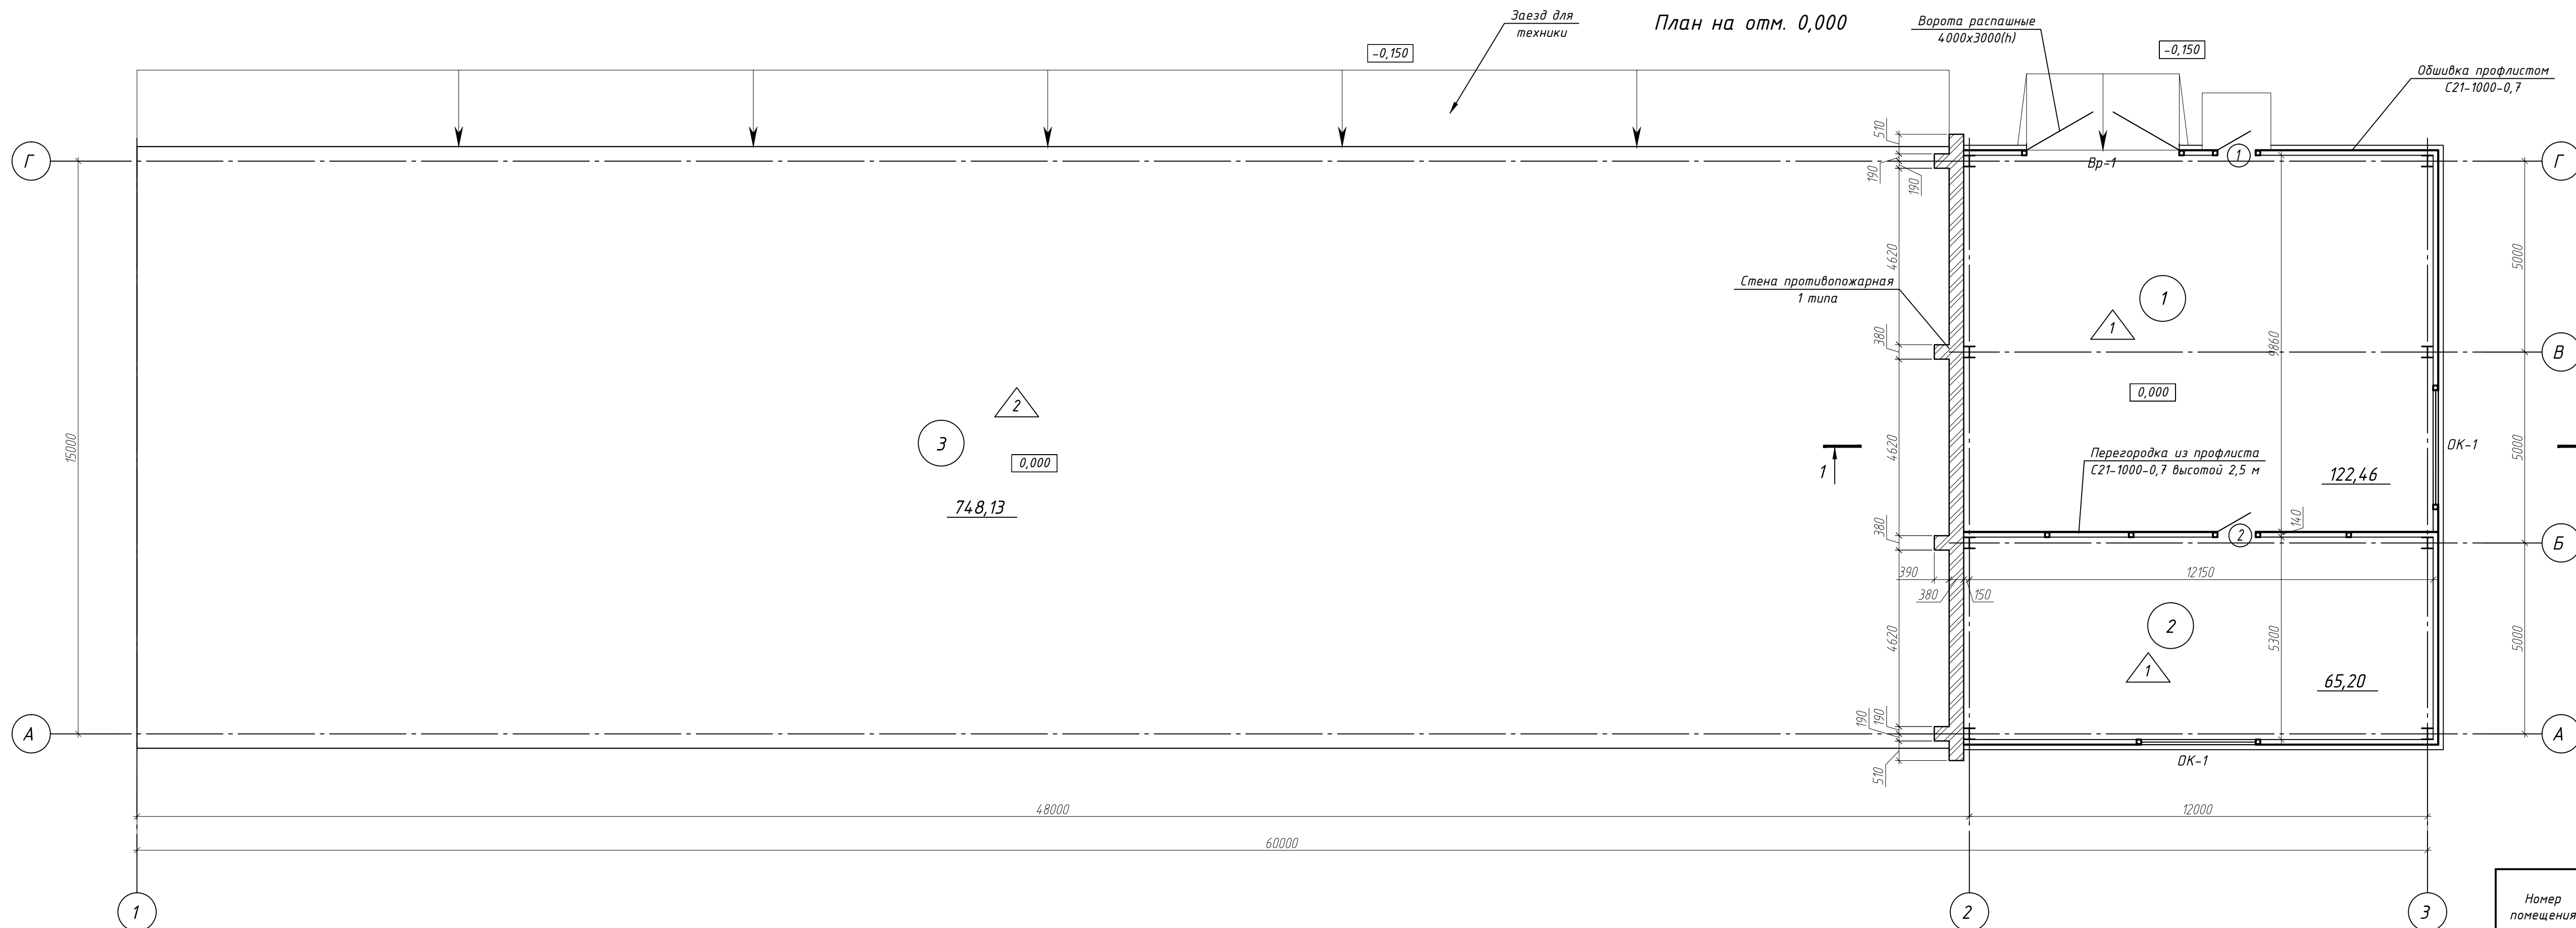 План на отм. 0,000
Заезд для
техники
-0,150
Ворота распашные
4000х3000(h)
-0,150
Обшивка профлистом
С21-1000-0,7
Г
Г
Вр-1
1
510
190
190
4620
5000
Стена противопожарная
1 типа
1
1
380
9860
В
2
0,000
3
0,000
748,13
15000
4620
1
Перегородка из профлиста
С21-1000-0,7 высотой 2,5 м
122,46
ОК-1
5000
380
2
140
Б
390
12150
380
150
2
1
4620
5300
5000
65,20
190
190
А
А
510
ОК-1
48000
12000
60000
1
2
3
Номер
помещения